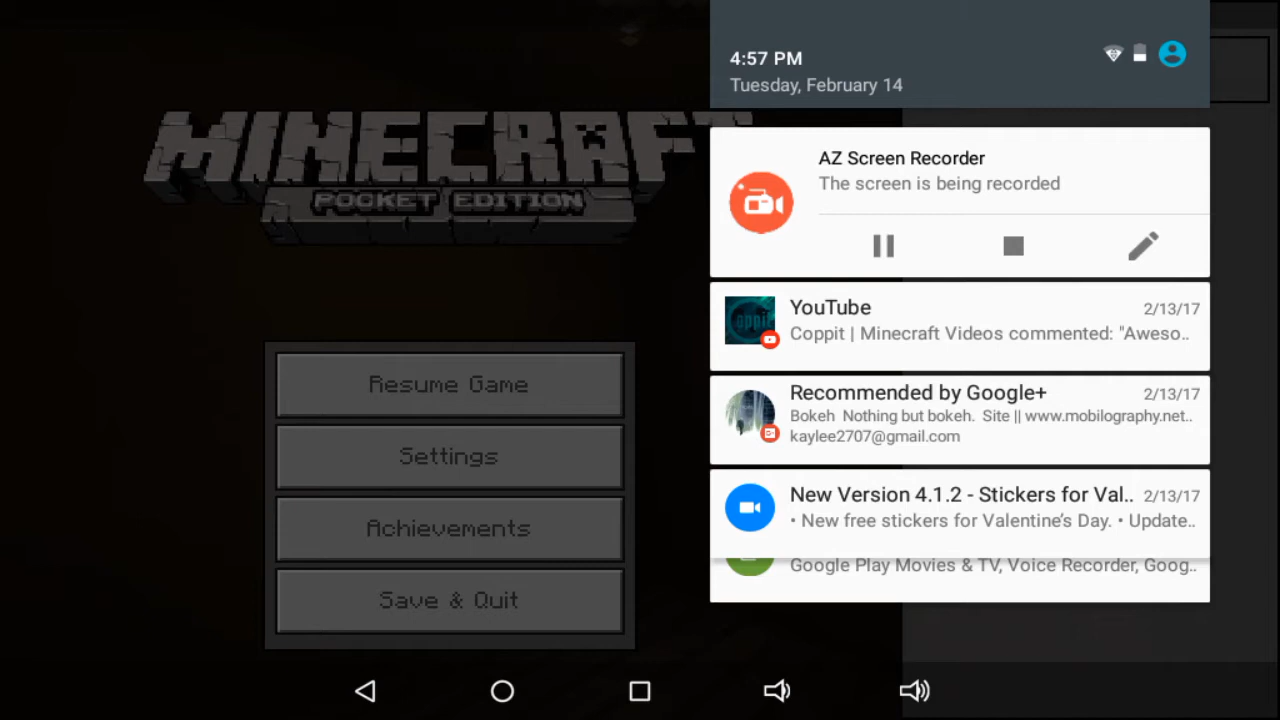 MINECRAFT
POCKET EDITION
Resume Game
Settings
Achievements
Save & Quit
4:57 PM
Tuesday, February 14
AZ Screen Recorder
The screen is being recorded
YouTube 2/13/17
Coppit | Minecraft Videos commented: "Aweso..
coppit
Recommended by Google+ 2/13/17
Bokeh Nothing but bokeh. Site || www.mobilography.net..
kaylee2707@gmail.com
New Version 4.1.2 - Stickers for Val.. 2/13/17
• New free stickers for Valentine’s Day. • Update..
Google Play Movies & TV, Voice Recorder, Goog..